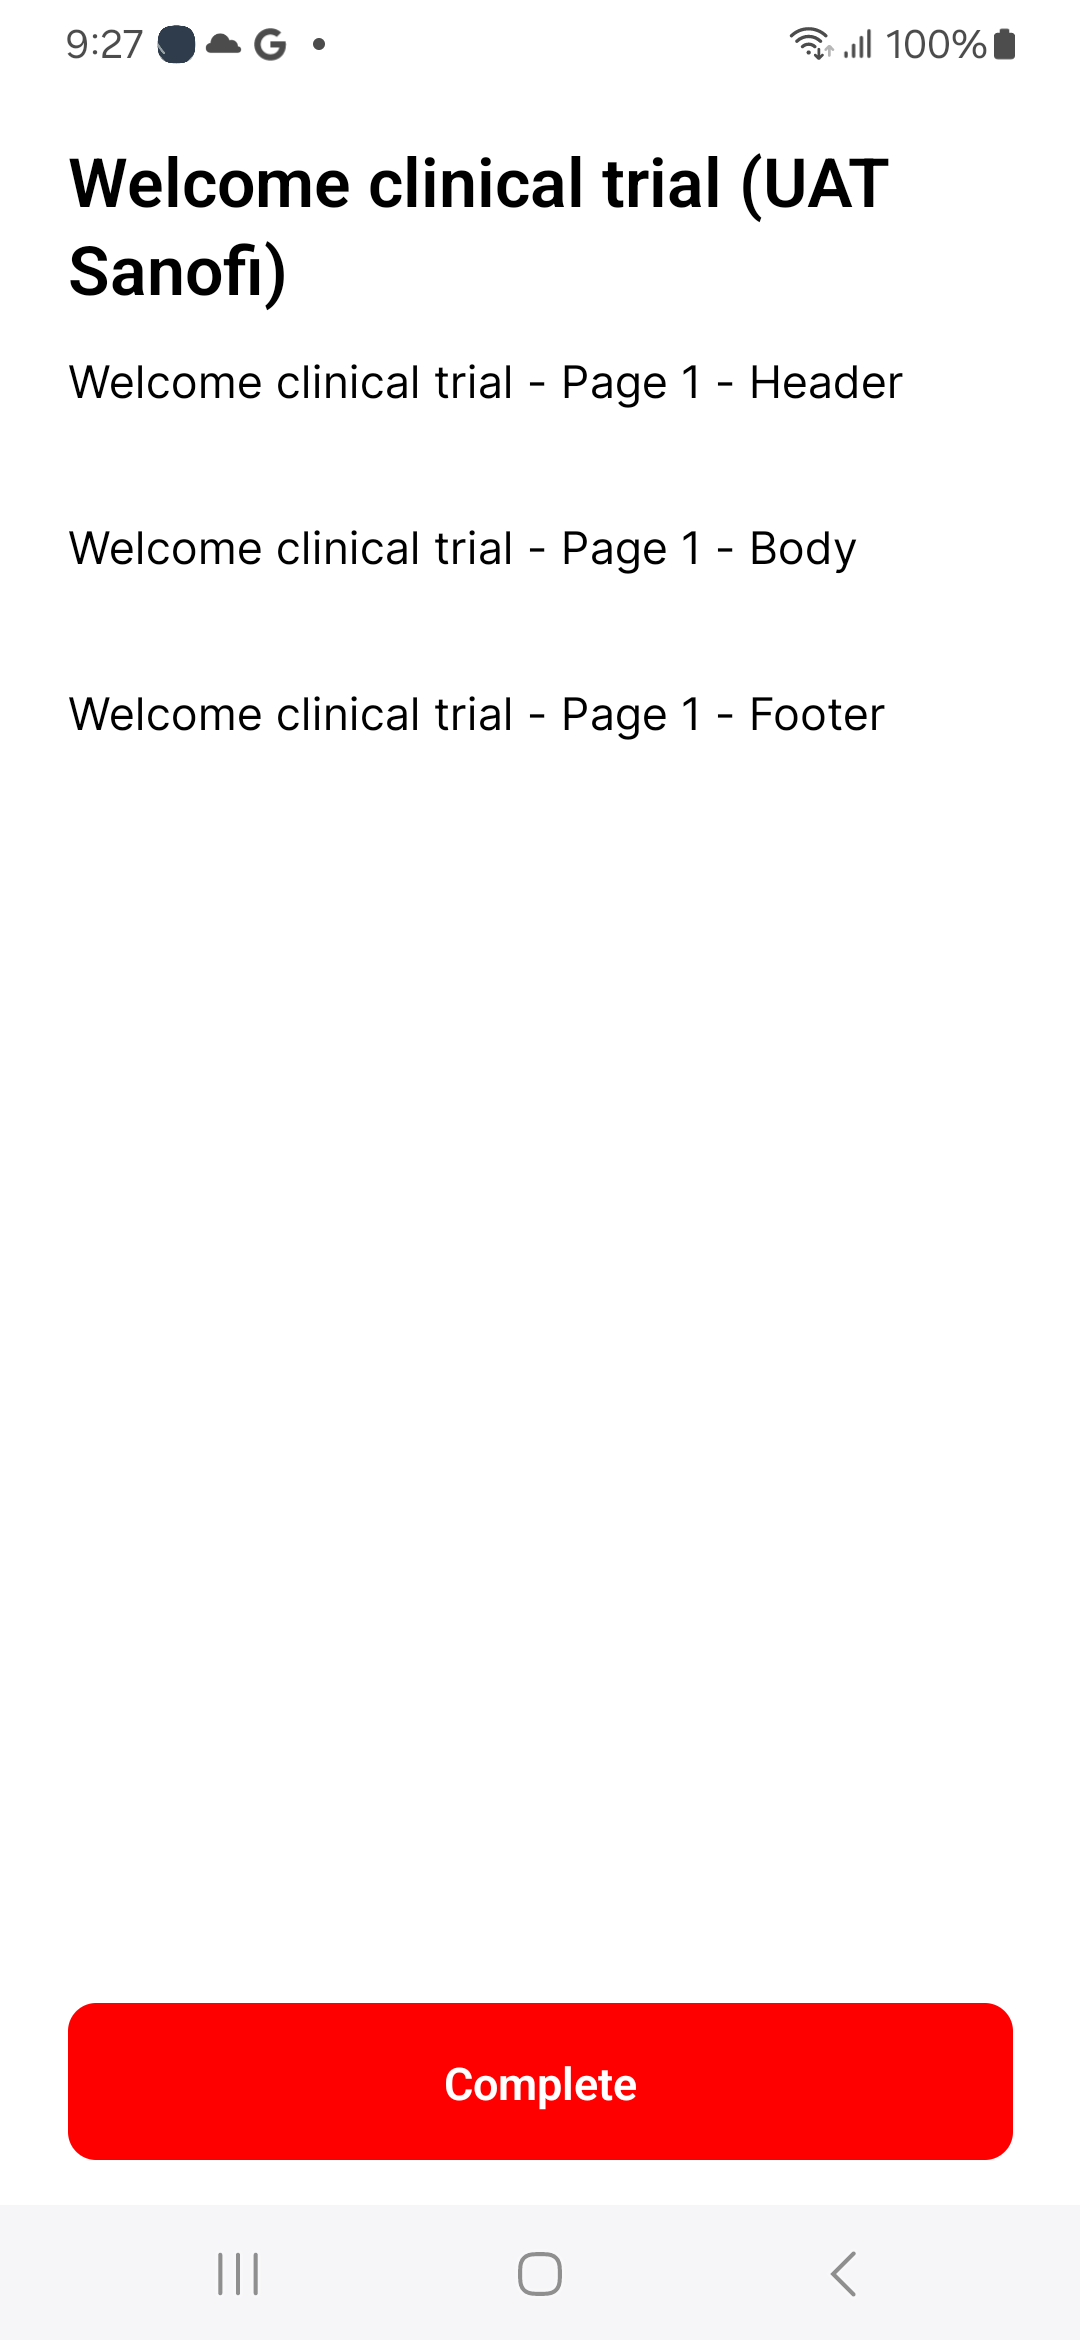 9:27 G 100%
Welcome clinical trial (UAT
Sanofi)
Welcome clinical trial - Page 1 - Header
Welcome clinical trial - Page 1 - Body
Welcome clinical trial - Page 1 - Footer
Complete